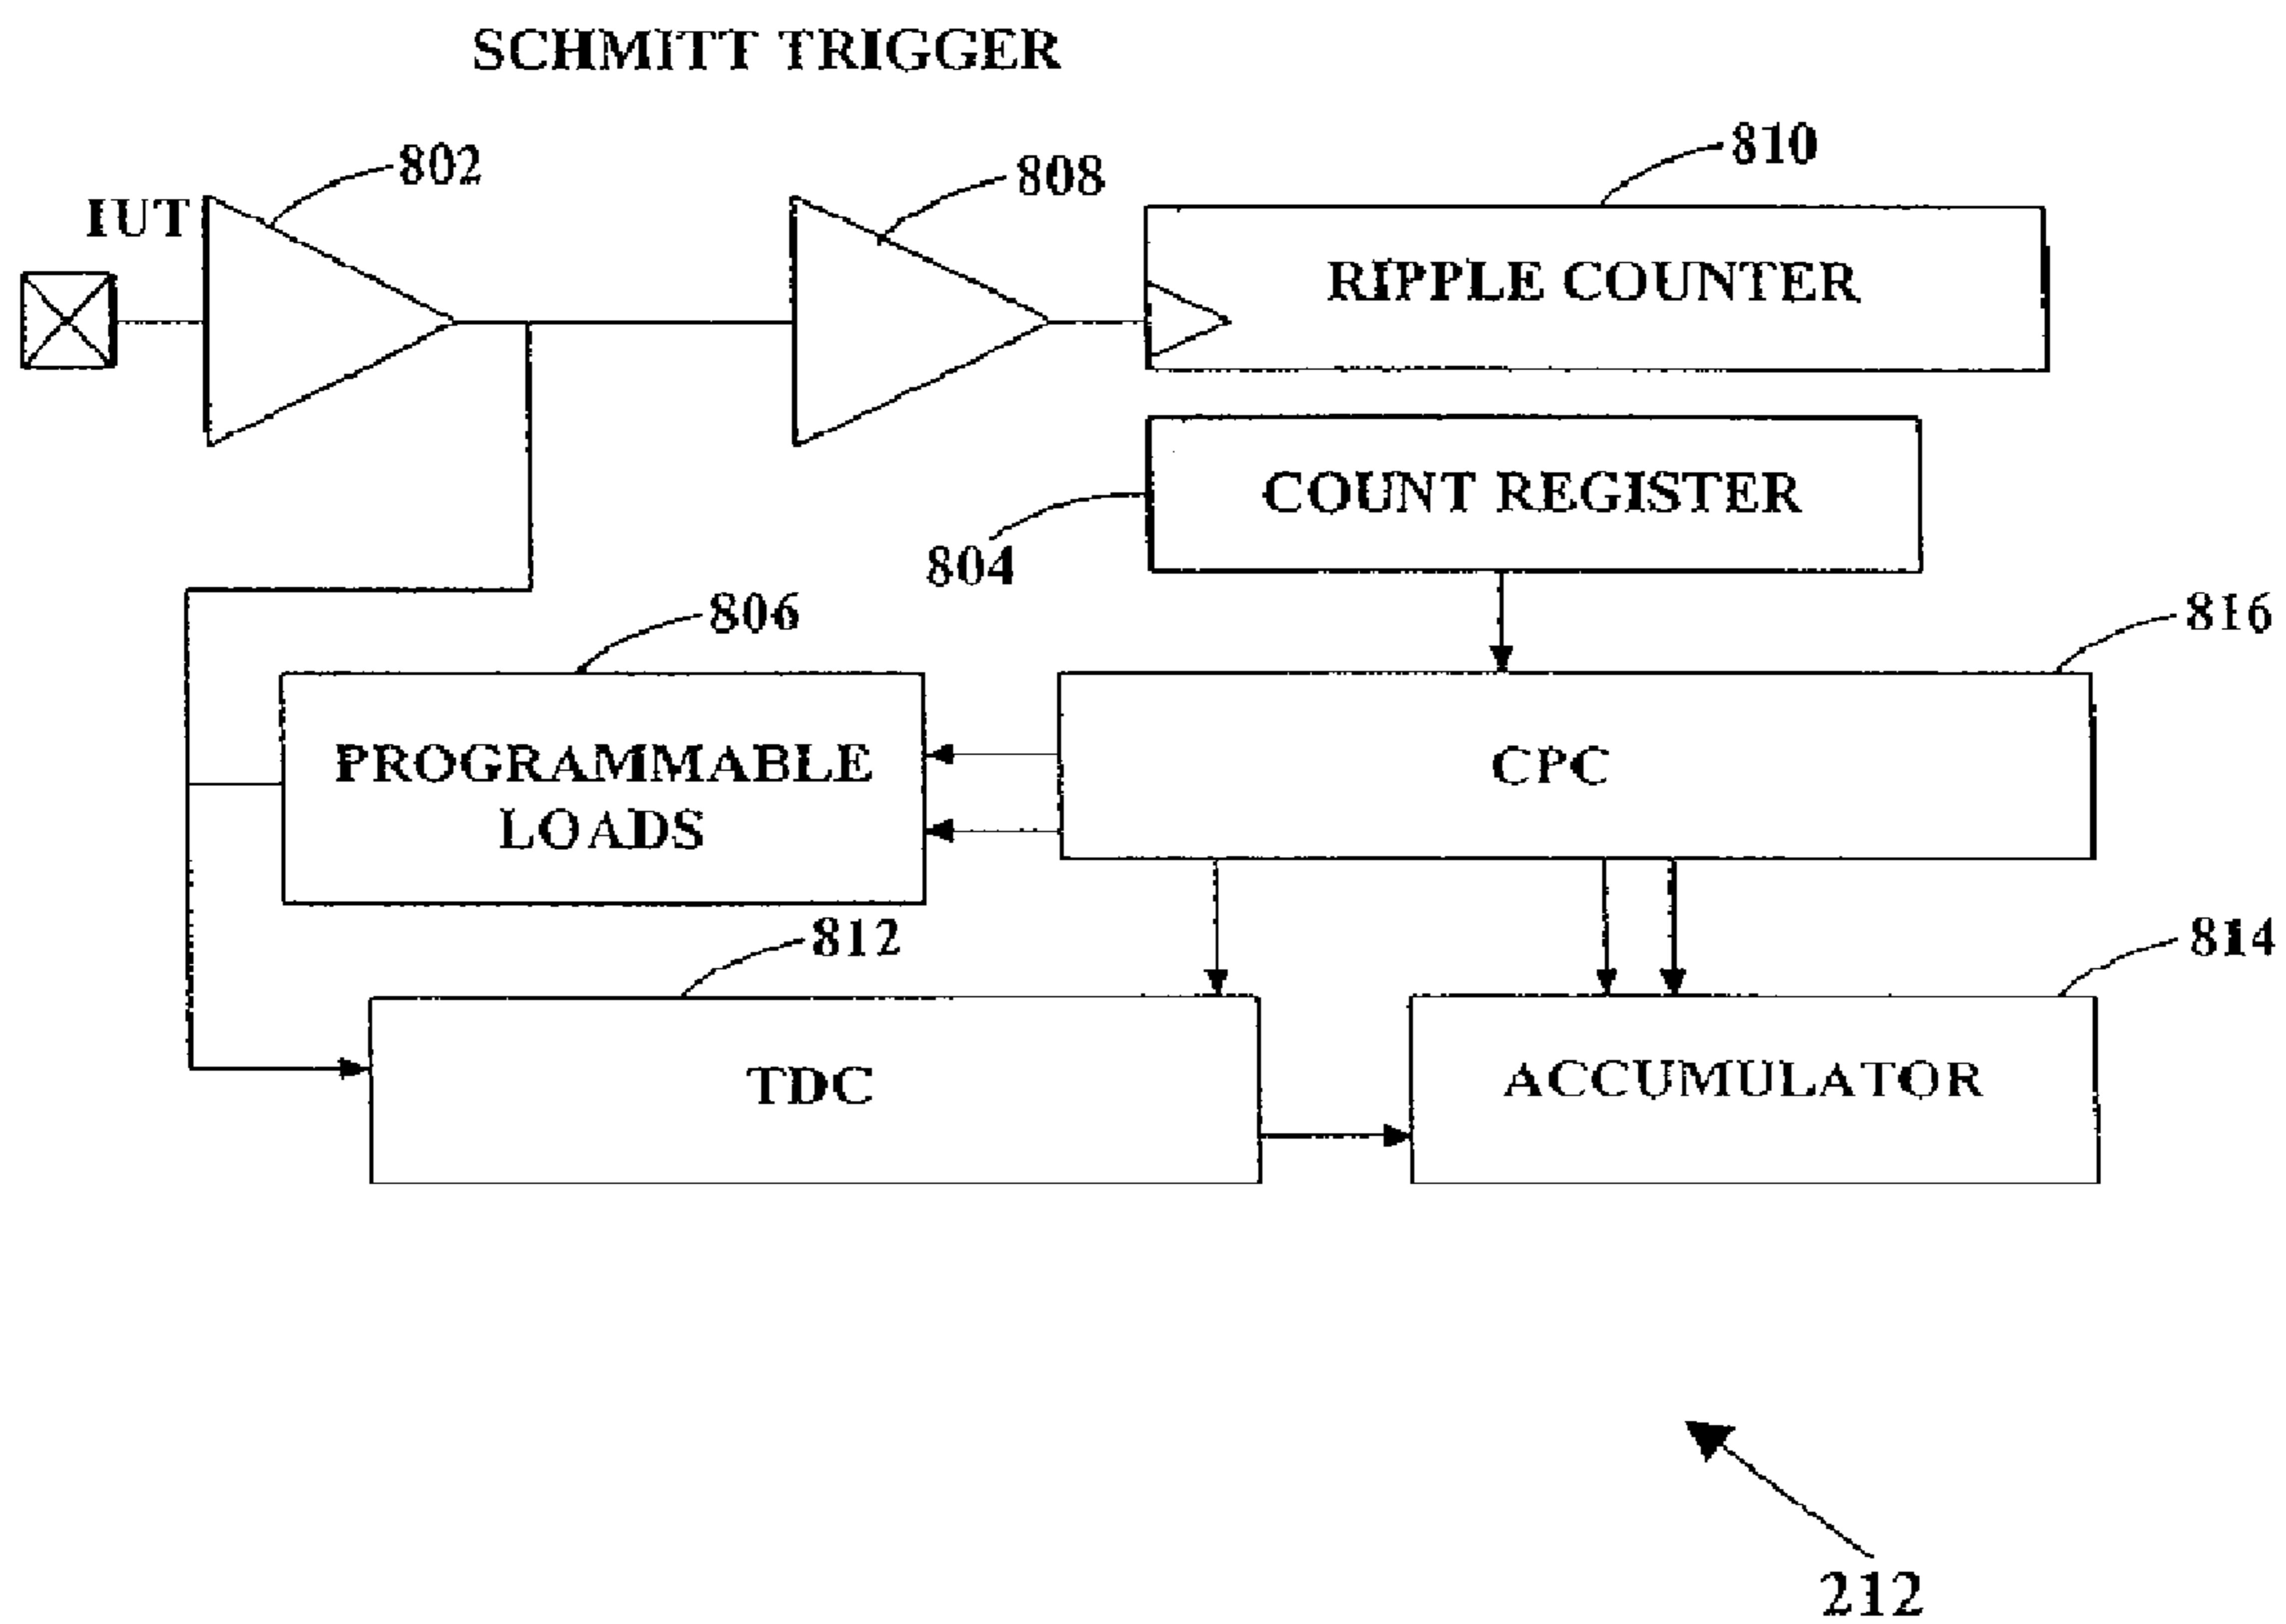 SCHMITT TRIGGER
802
808
810
IUT
RIPPLE COUNTER
COUNT REGISTER
804
806
816
PROGRAMMABLE
LOADS
CPC
812
814
TDC
ACCUMULATOR
212